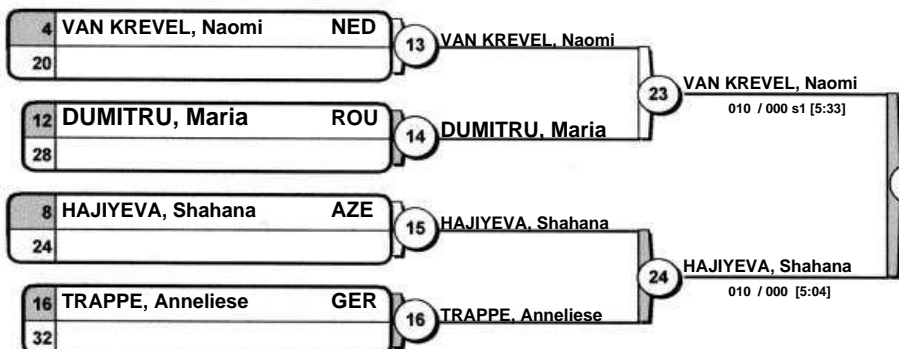 4 VAN KREVEL, Naomi NED
20
13
VAN KREVEL, Naomi
12 DUMITRU, Maria ROU
28
14
DUMITRU, Maria
23
VAN KREVEL, Naomi
010 / 000 s1 [5:33]
8 HAJIYEVA, Shahana AZE
24
15
HAJIYEVA, Shahana
16 TRAPPE, Anneliese GER
32
16
TRAPPE, Anneliese
24
HAJIYEVA, Shahana
010 / 000 [5:04]